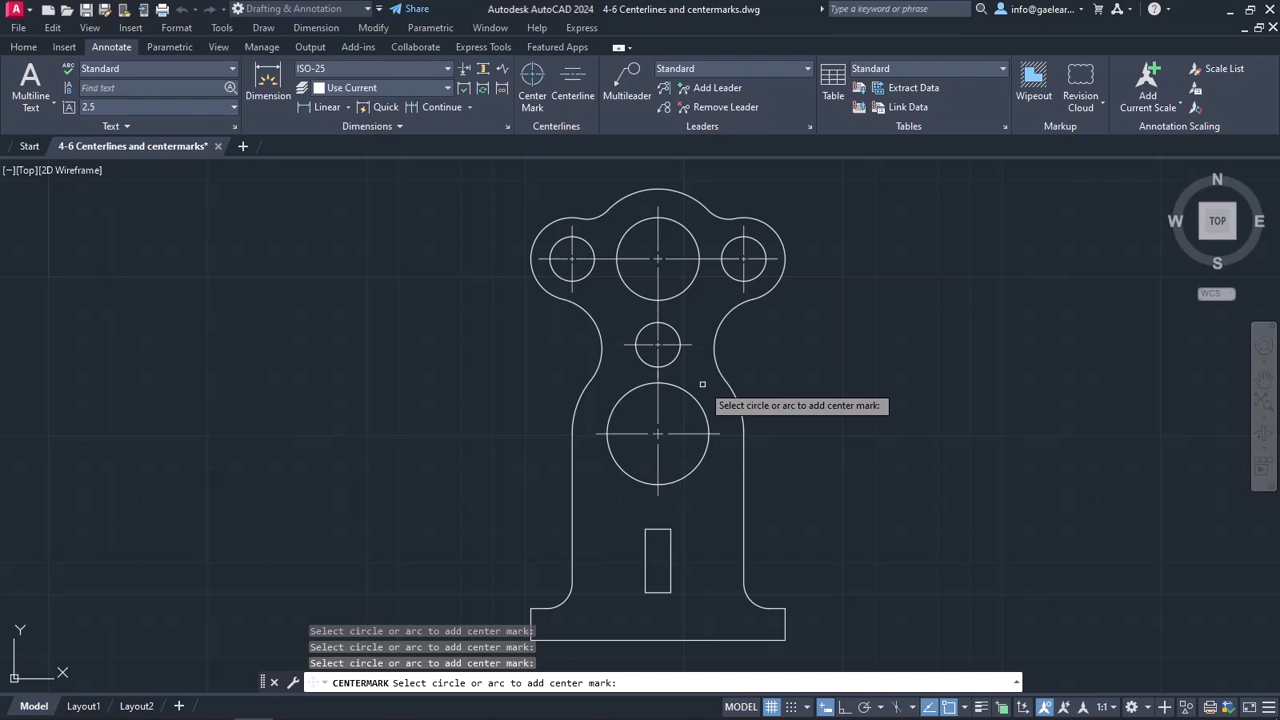 Drafting & Annotation
Share
Autodesk AutoCAD 2024
4-6 Centerlines and centermarks.dwg
Type a keyword or phrase
info@gaelear...
File
Edit
View
Insert
Format
Tools
Draw
Dimension
Modify
Parametric
Window
Help
Express
Home
Insert
Annotate
Parametric
View
Manage
Output
Add-ins
Collaborate
Express Tools
Featured Apps
Multiline
Text
Standard
Find text
2.5
Text
Dimension
ISO-25
Use Current
Linear
Quick
Continue
Dimensions
Center
Mark
Centerline
Centerlines
Multileader
Standard
Add Leader
Remove Leader
Leaders
Table
Standard
Extract Data
Link Data
Tables
Wipeout
Revision
Cloud
Markup
Add
Current Scale
Scale List
Annotation Scaling
Start
4-6 Centerlines and centermarks*
[−][Top][2D Wireframe]
N
W
TOP
E
S
WCS
Select circle or arc to add center mark:
Y
X
Select circle or arc to add center mark:
Select circle or arc to add center mark:
Select circle or arc to add center mark:
CENTERMARK Select circle or arc to add center mark:
Model
Layout1
Layout2
MODEL
1:1